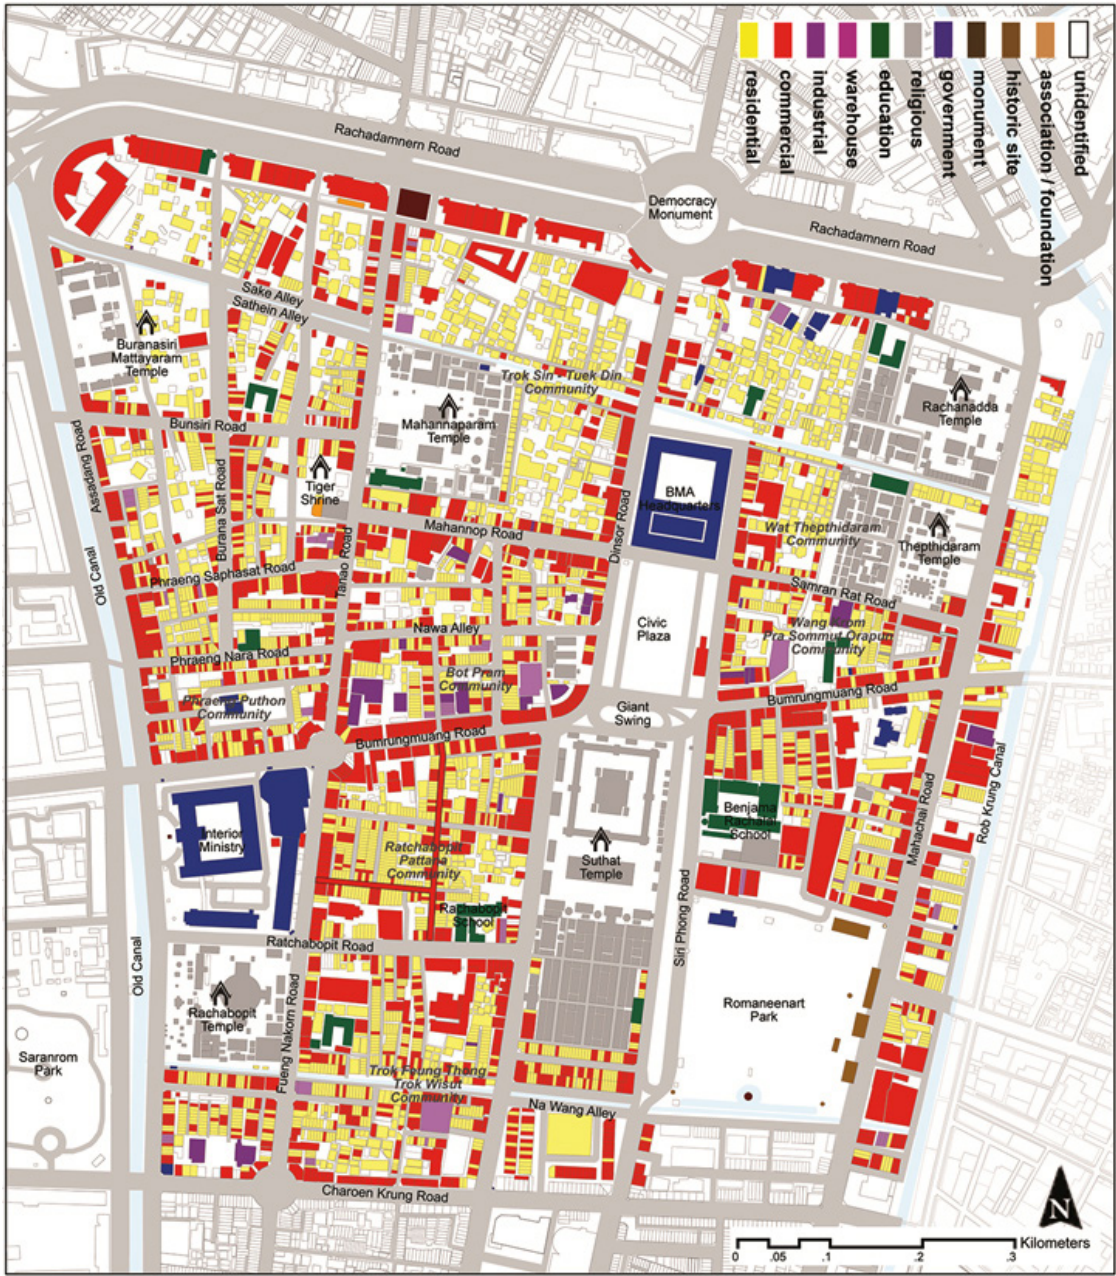 residential
commercial
industrial
warehouse
education
religious
government
monument
historic site
association / foundation
unidentified
Rachadamnern Road
Democracy
Monument
Rachadamnern Road
Sake Alley
Sathein Alley
Buranasiri
Mattayaram
Temple
Trok Sin - Tuek Din
Community
Rachanadda
Temple
Mahannaparam
Temple
Bunsiri Road
Assadang Road
Burana Sat Road
Tiger
Shrine
BMA
Headquarters
Dinsor Road
Mahannop Road
Wat Thepthidaram
Community
Thepthidaram
Temple
Old Canal
Phraeng Saphasat Road
Tanao Road
Samran Rat Road
Nawa Alley
Civic
Plaza
Wang Krom
Pra Sommut Orapun
Community
Phraeng Nara Road
Bot Pram
Community
Bumrungmuang Road
Phraeng Puthon
Community
Giant
Swing
Bumrungmuang Road
Rob Krung Canal
Mahachai Road
Interior
Ministry
Benjama
Rachalai
School
Ratchabopit
Pattana
Community
Suthat
Temple
Rachabopit
School
Siri Phong Road
Ratchabopit Road
Old Canal
Rachabopit
Temple
Fueng Nakorn Road
Romaneenart
Park
Saranrom
Park
Trok Feung Thong
Trok Wisut
Community
Na Wang Alley
Charoen Krung Road
N
0 .05 .1 .2 .3
Kilometers